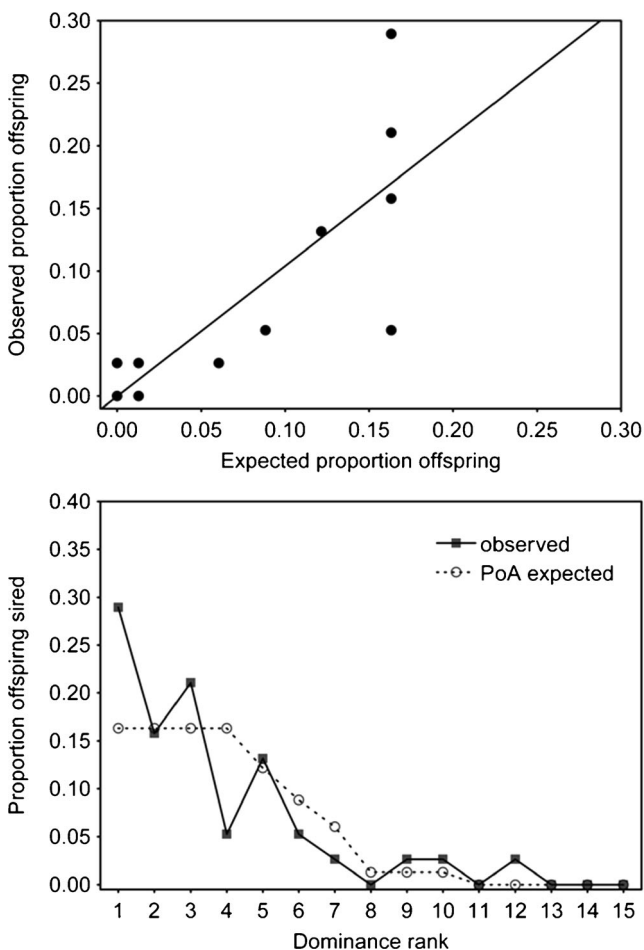 Observed proportion offspring
0.30
0.25
0.20
0.15
0.10
0.05
0.00
0.00 0.05 0.10 0.15 0.20 0.25 0.30
Expected proportion offspring
Proportion offspirng sired
0.40
0.35
0.30
0.25
0.20
0.15
0.10
0.05
0.00
observed
PoA expected
1 2 3 4 5 6 7 8 9 10 11 12 13 14 15
Dominance rank